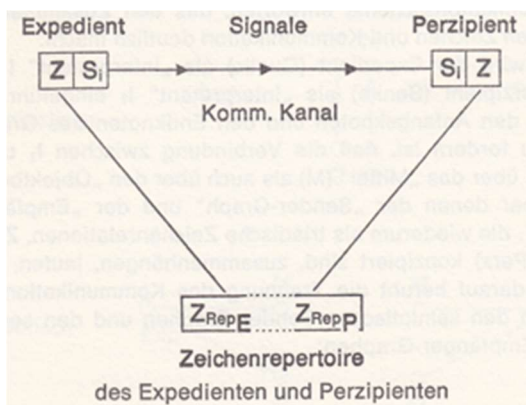 Expedient Signale Perzipient
Z Si Si Z
Komm. Kanal
ZRepE ZRepP
Zeichenrepertoire
des Expedienten und Perzipienten